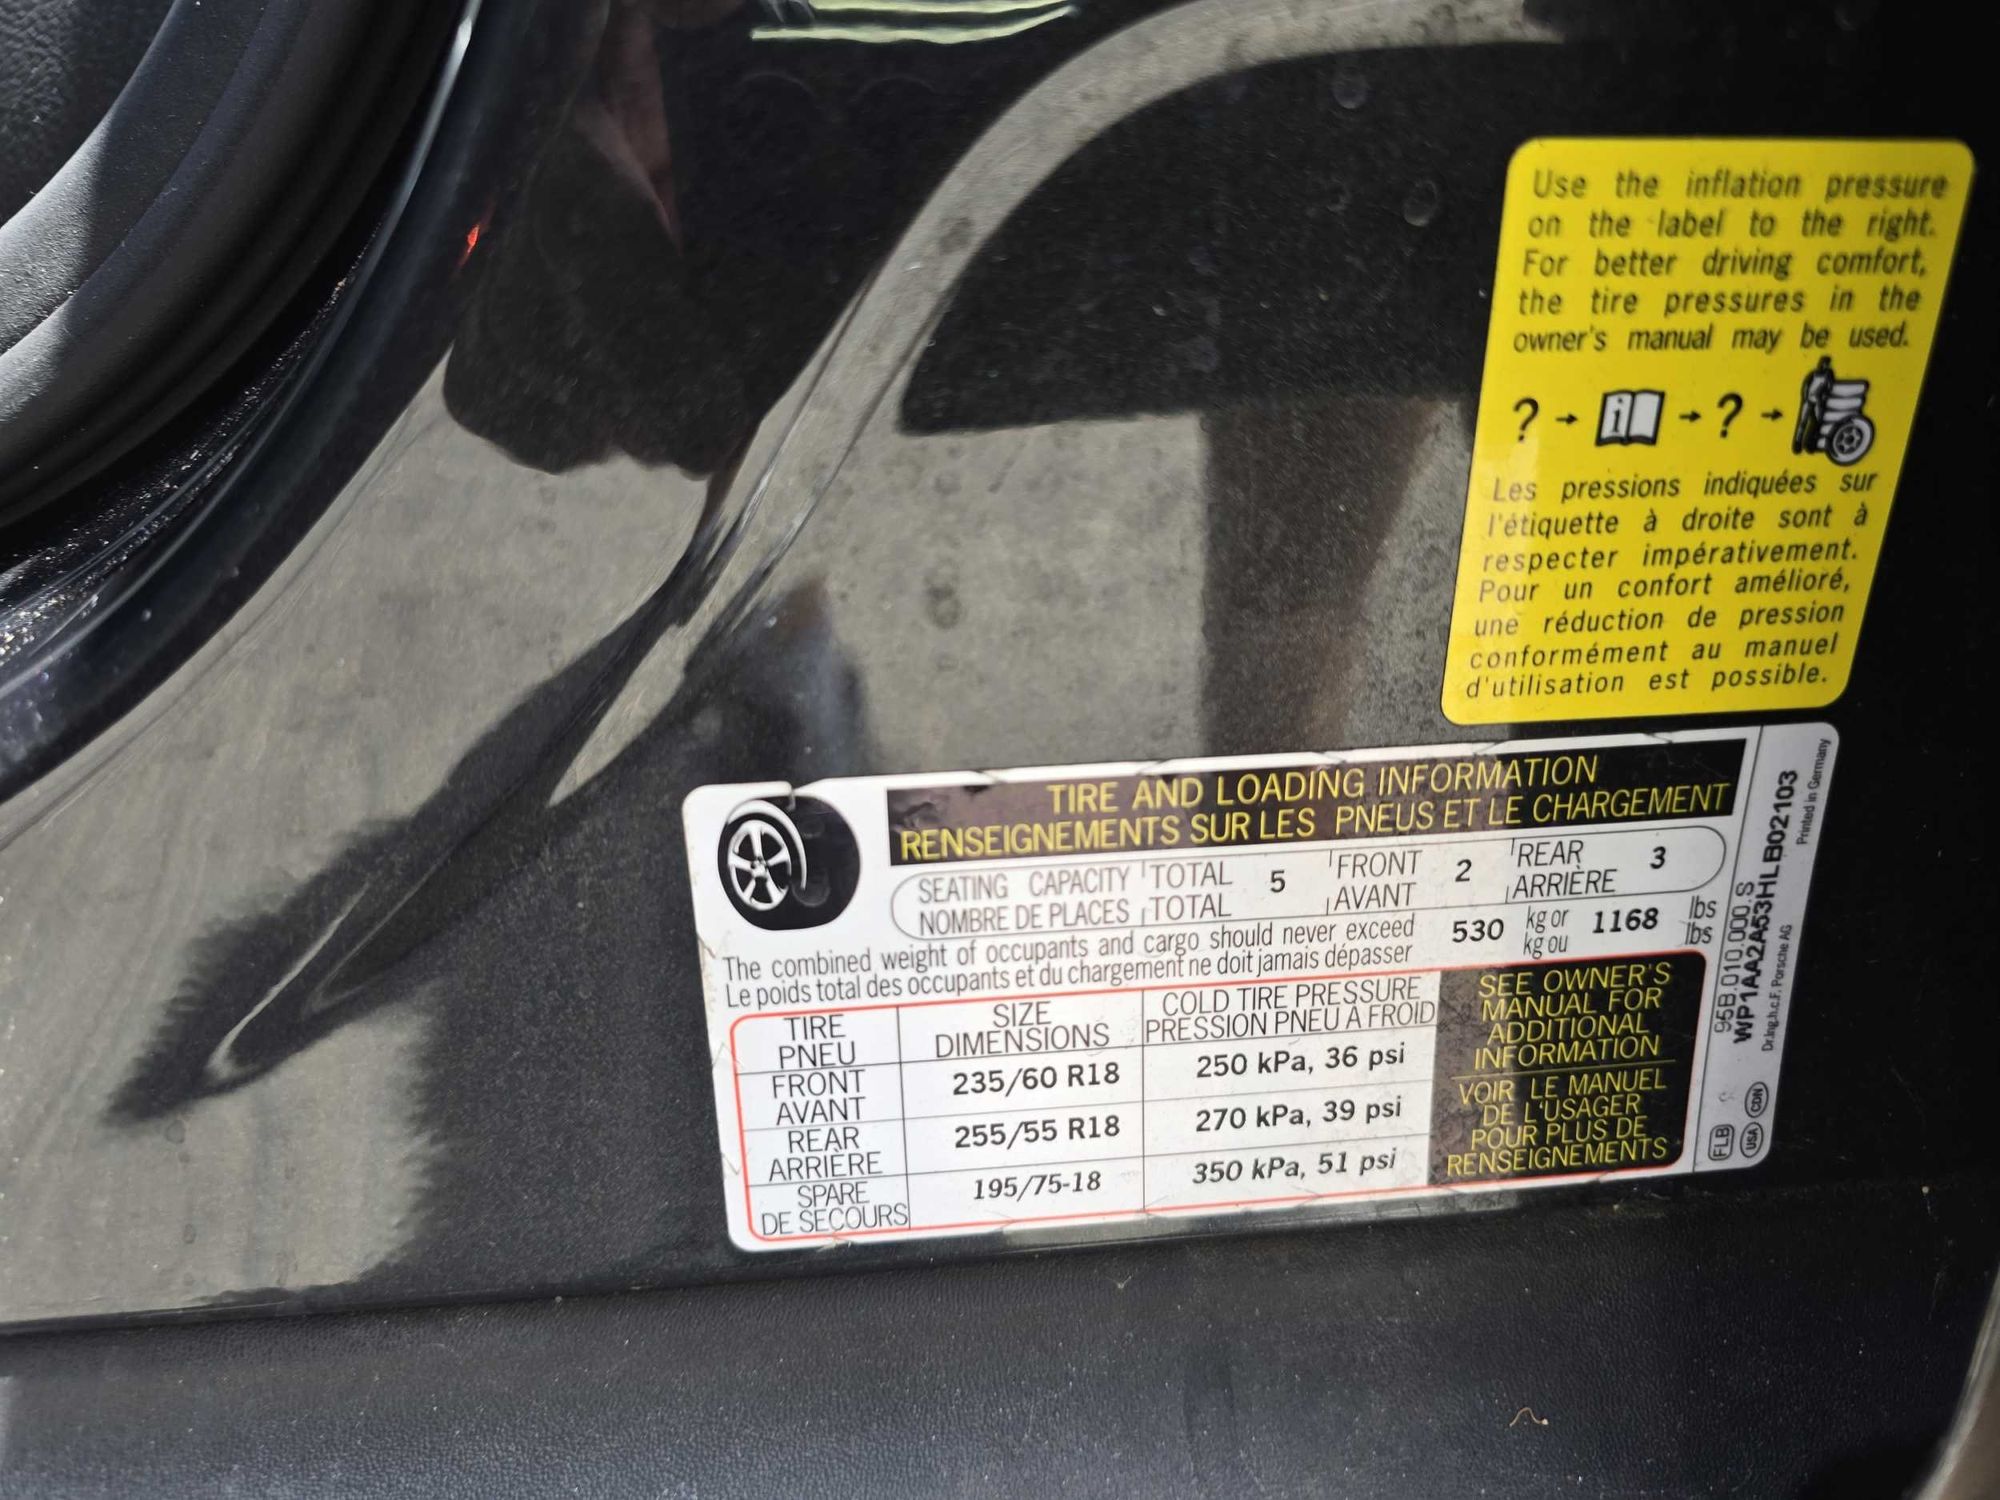 Use the inflation pressure
on the label to the right.
For better driving comfort,
the tire pressures in the
owner's manual may be used.
? → i → ? →
Les pressions indiquées sur
l'étiquette à droite sont à
respecter impérativement.
Pour un confort amélioré,
une réduction de pression
conformément au manuel
d'utilisation est possible.
TIRE AND LOADING INFORMATION
RENSEIGNEMENTS SUR LES PNEUS ET LE CHARGEMENT
SEATING CAPACITY TOTAL 5 FRONT 2 REAR 3
NOMBRE DE PLACES TOTAL AVANT ARRIÈRE
The combined weight of occupants and cargo should never exceed 530 kg or 1168 lbs
Le poids total des occupants et du chargement ne doit jamais dépasser kg ou lbs
TIRE SIZE COLD TIRE PRESSURE
PNEU DIMENSIONS PRESSION PNEU A FROID
FRONT 235/60 R18 250 kPa, 36 psi
AVANT
REAR 255/55 R18 270 kPa, 39 psi
ARRIÈRE
SPARE 195/75-18 350 kPa, 51 psi
DE SECOURS
SEE OWNER'S
MANUAL FOR
ADDITIONAL
INFORMATION
VOIR LE MANUEL
DE L'USAGER
POUR PLUS DE
RENSEIGNEMENTS
95B.010.000.S
WP1AA2A53HLB02103
Dr.Ing.h.c.F. Porsche AG
Printed in Germany
FLB
USA
CDN